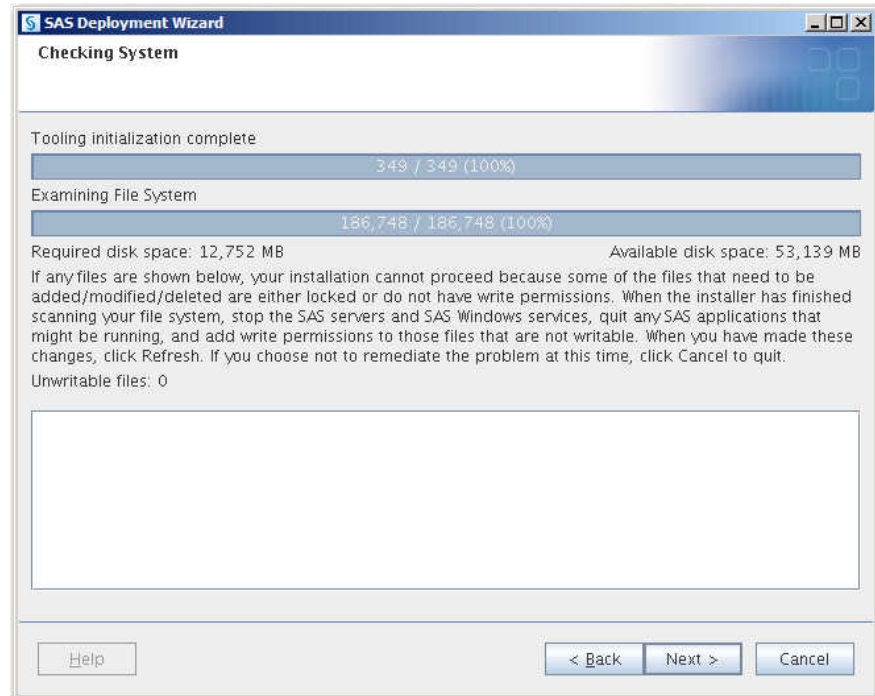 SAS Deployment Wizard
Checking System
Tooling initialization complete
349 / 349 (100%)
Examining File System
186,748 / 186,748 (100%)
Required disk space: 12,752 MB
Available disk space: 53,139 MB
If any files are shown below, your installation cannot proceed because some of the files that need to be
added/modified/deleted are either locked or do not have write permissions. When the installer has finished
scanning your file system, stop the SAS servers and SAS Windows services, quit any SAS applications that
might be running, and add write permissions to those files that are not writable. When you have made these
changes, click Refresh. If you choose not to remediate the problem at this time, click Cancel to quit.
Unwritable files: 0
Help
< Back
Next >
Cancel